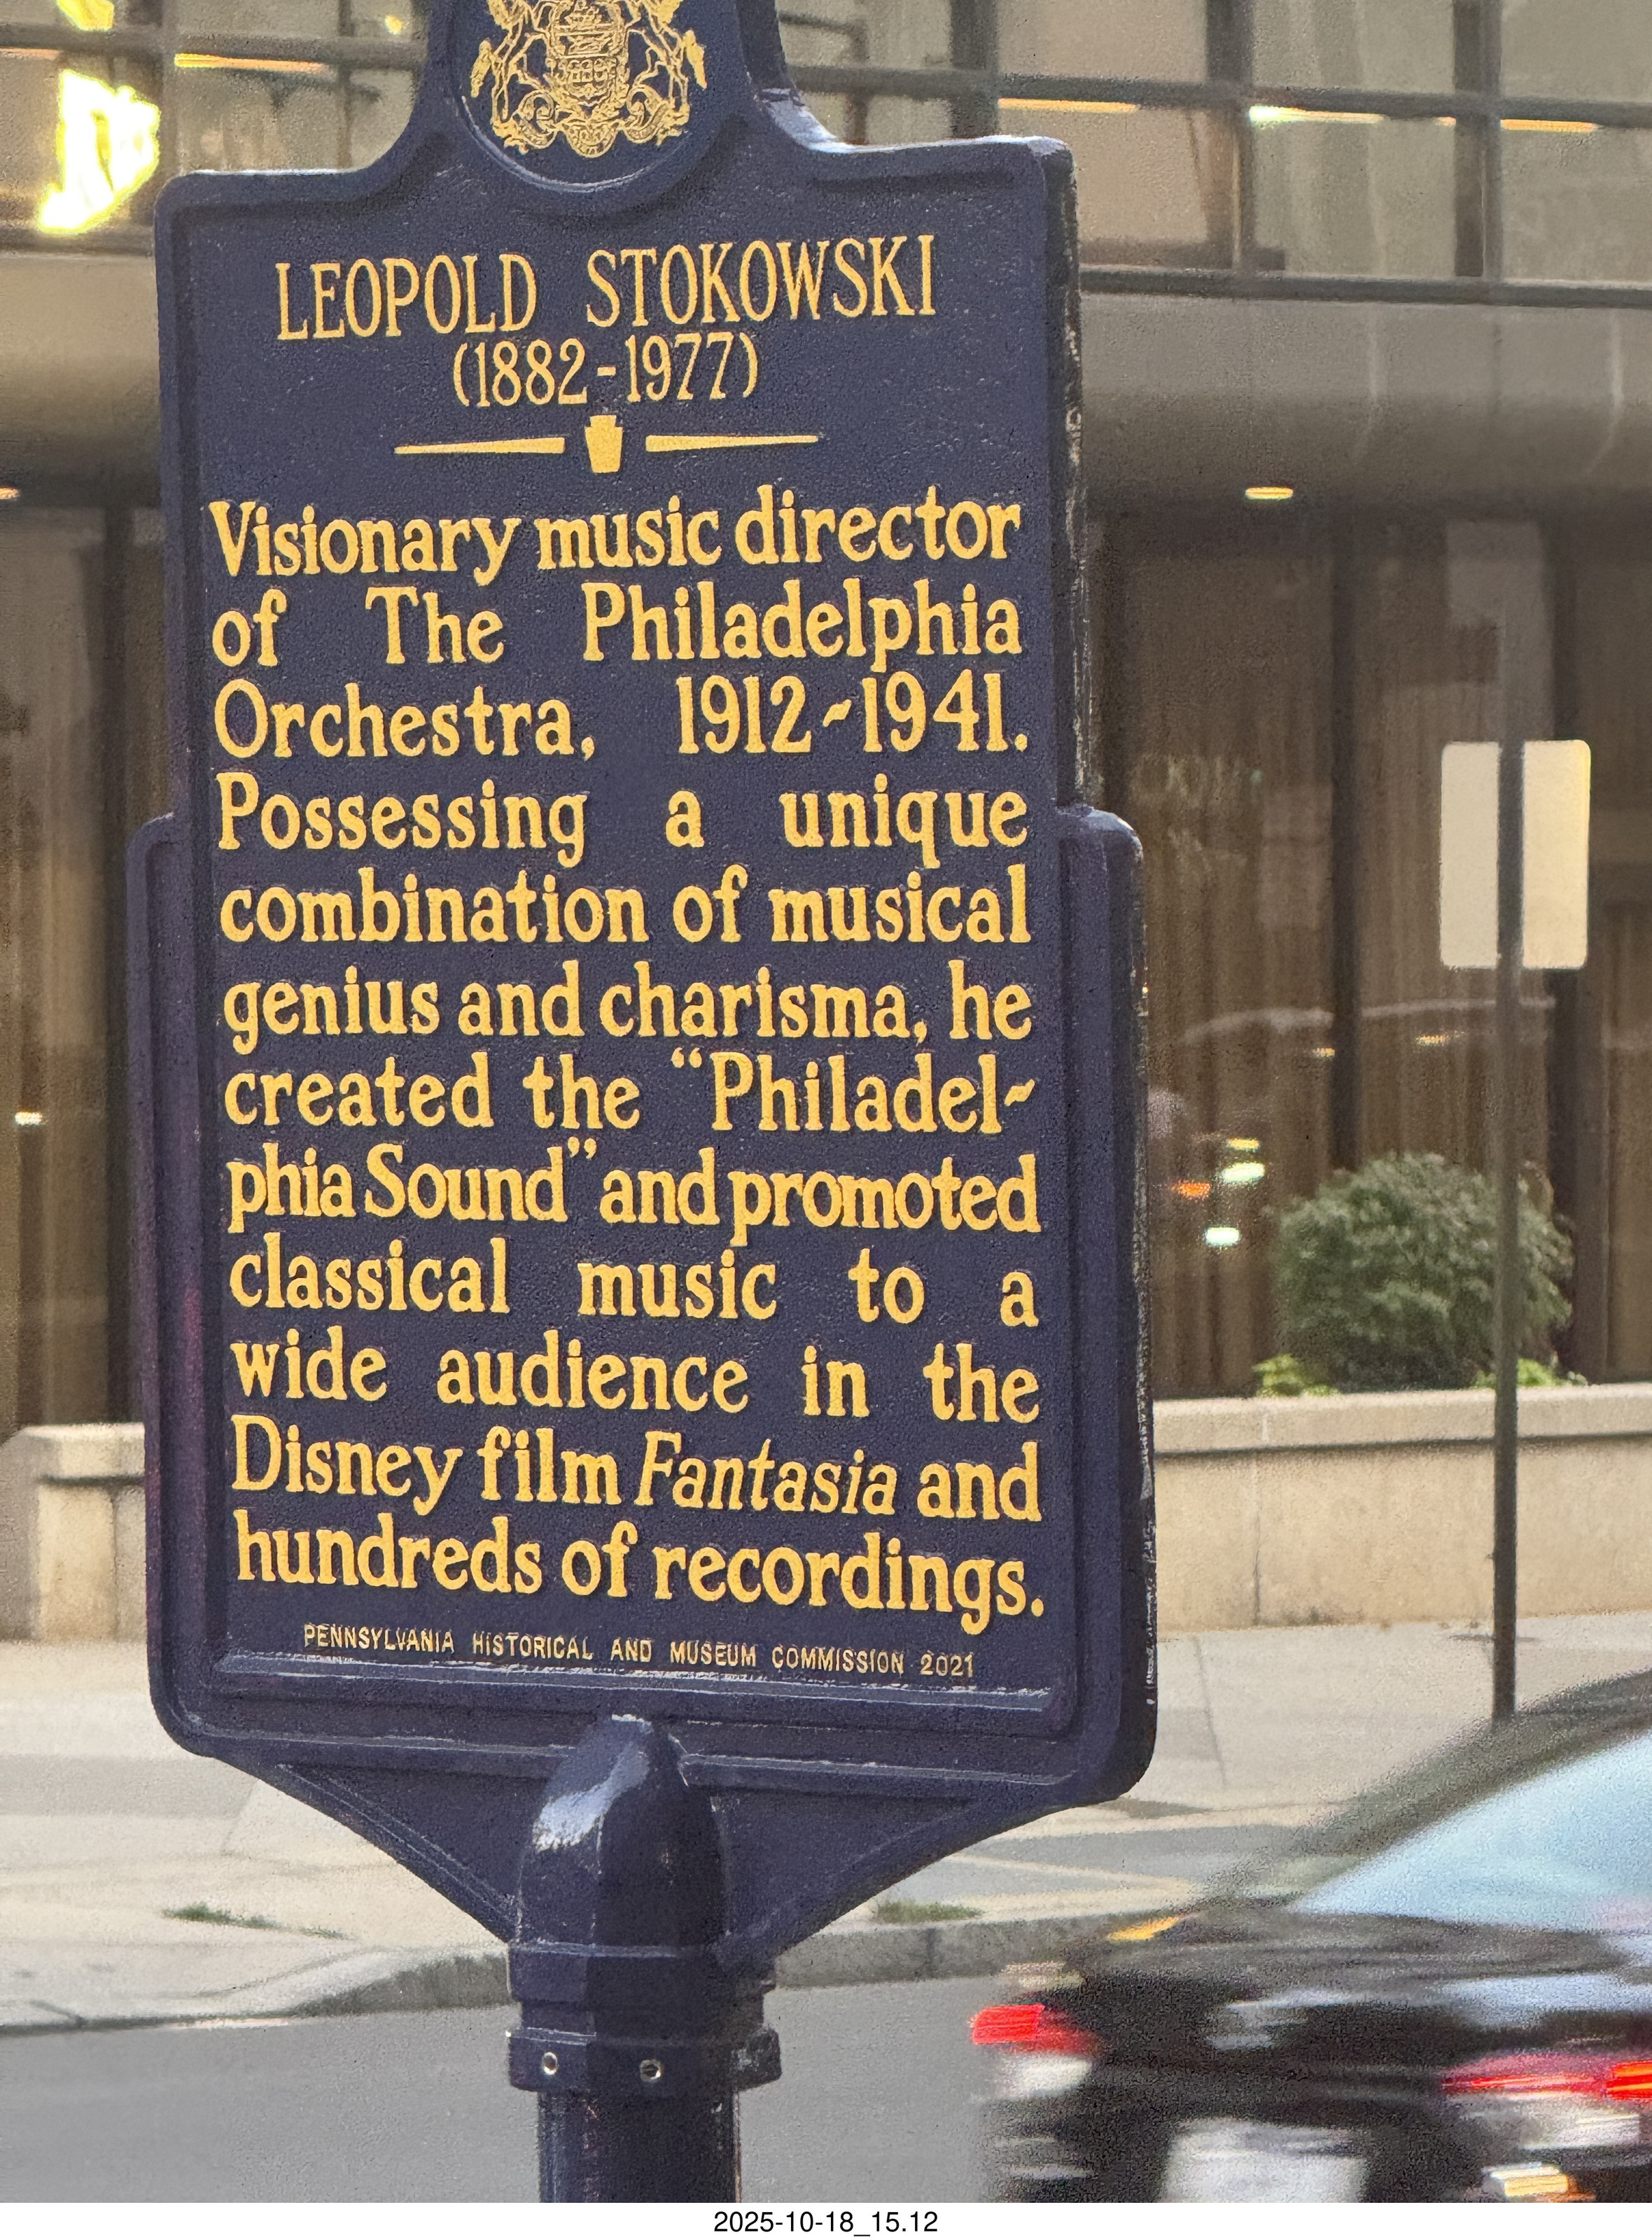 LEOPOLD STOKOWSKI
(1882-1977)
Visionary music director
of The Philadelphia
Orchestra, 1912-1941.
Possessing a unique
combination of musical
genius and charisma, he
created the “Philadel-
phia Sound” and promoted
classical music to a
wide audience in the
Disney film Fantasia and
hundreds of recordings.
PENNSYLVANIA HISTORICAL AND MUSEUM COMMISSION 2021
2025-10-18_15.12